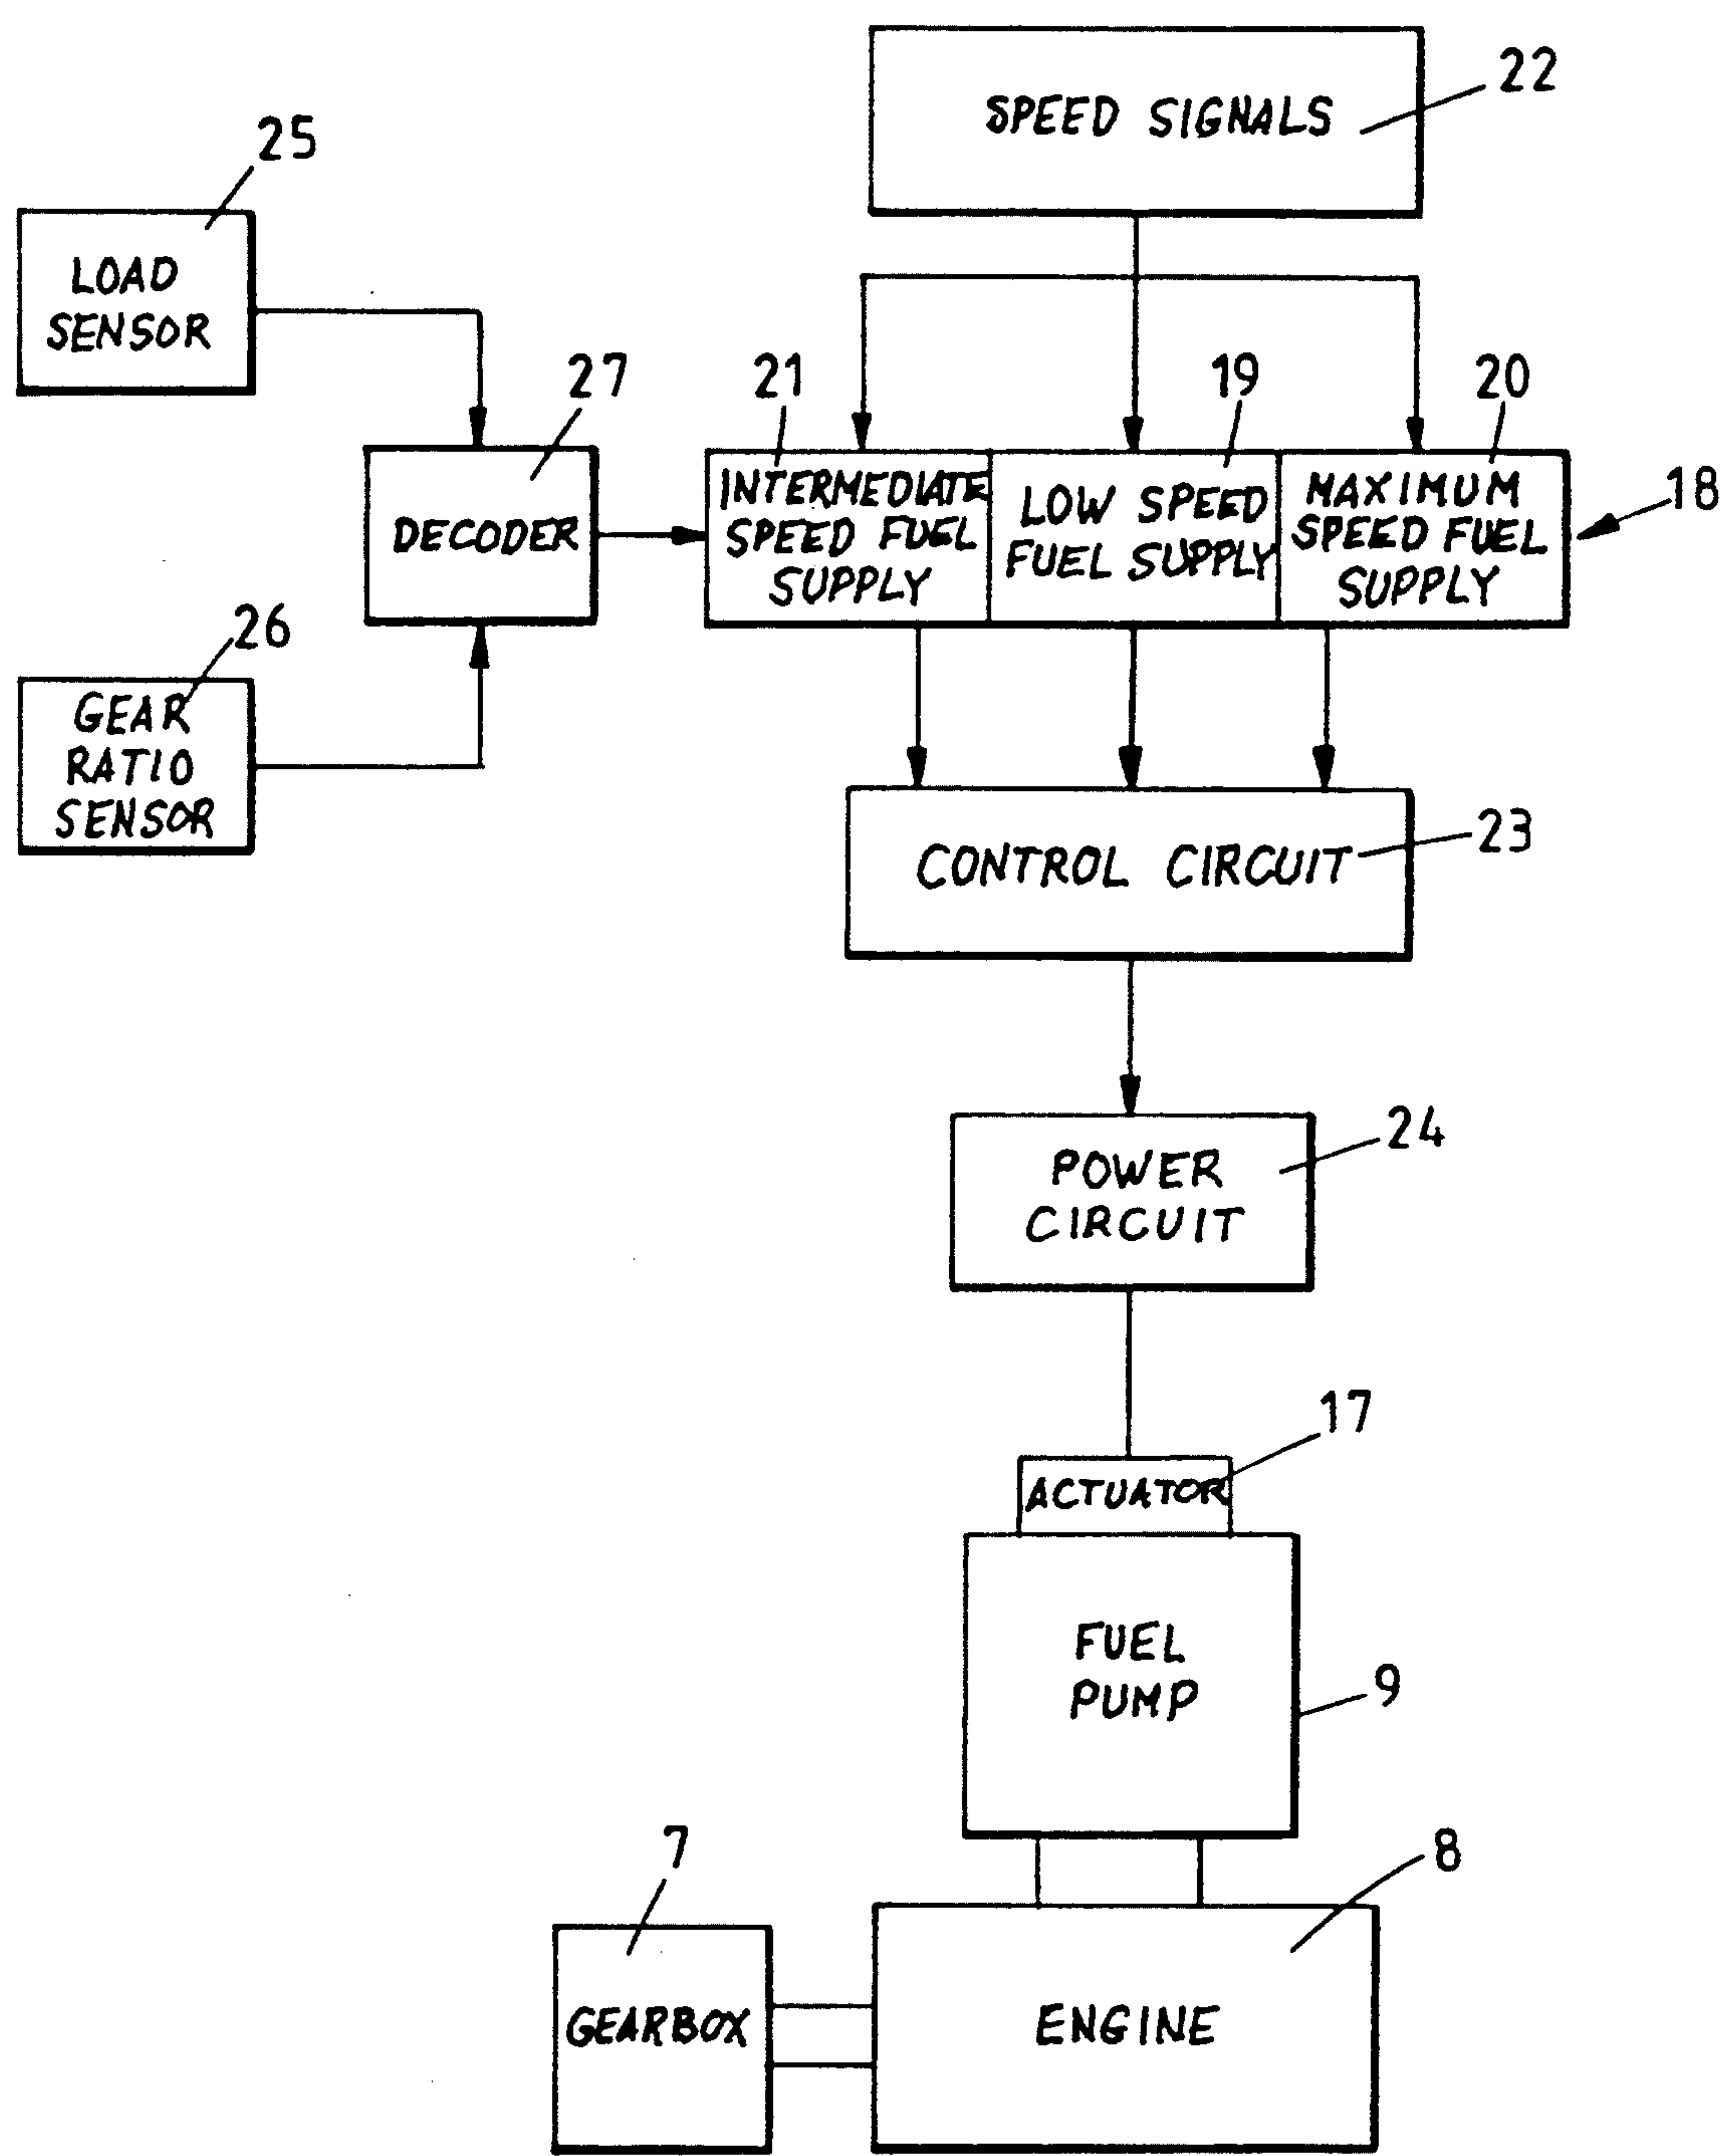 22
SPEED SIGNALS
25
LOAD
SENSOR
27
DECODER
26
GEAR
RATIO
SENSOR
21
INTERMEDIATE
SPEED FUEL
SUPPLY
19
LOW SPEED
FUEL SUPPLY
20
MAXIMUM
SPEED FUEL
SUPPLY
18
CONTROL CIRCUIT
23
POWER
CIRCUIT
24
17
ACTUATOR
FUEL
PUMP
9
7
GEARBOX
8
ENGINE